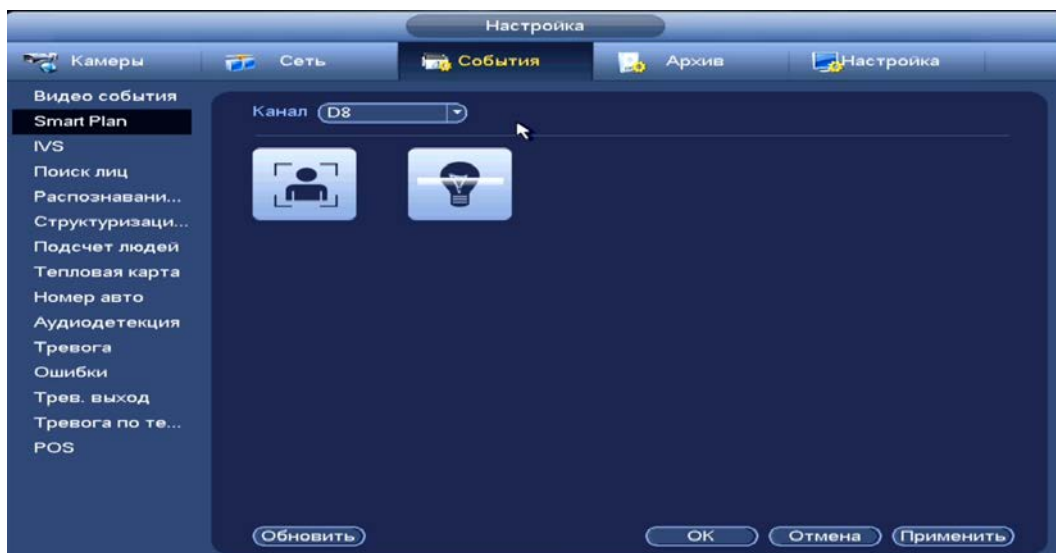 Настройка
Камеры Сеть События Архив Настройка
Видео события
Smart Plan
IVS
Поиск лиц
Распознавани...
Структуризаци...
Подсчет людей
Тепловая карта
Номер авто
Аудиодетекция
Тревога
Ошибки
Трев. выход
Тревога по те...
POS
Канал D8
Обновить OK Отмена Применить